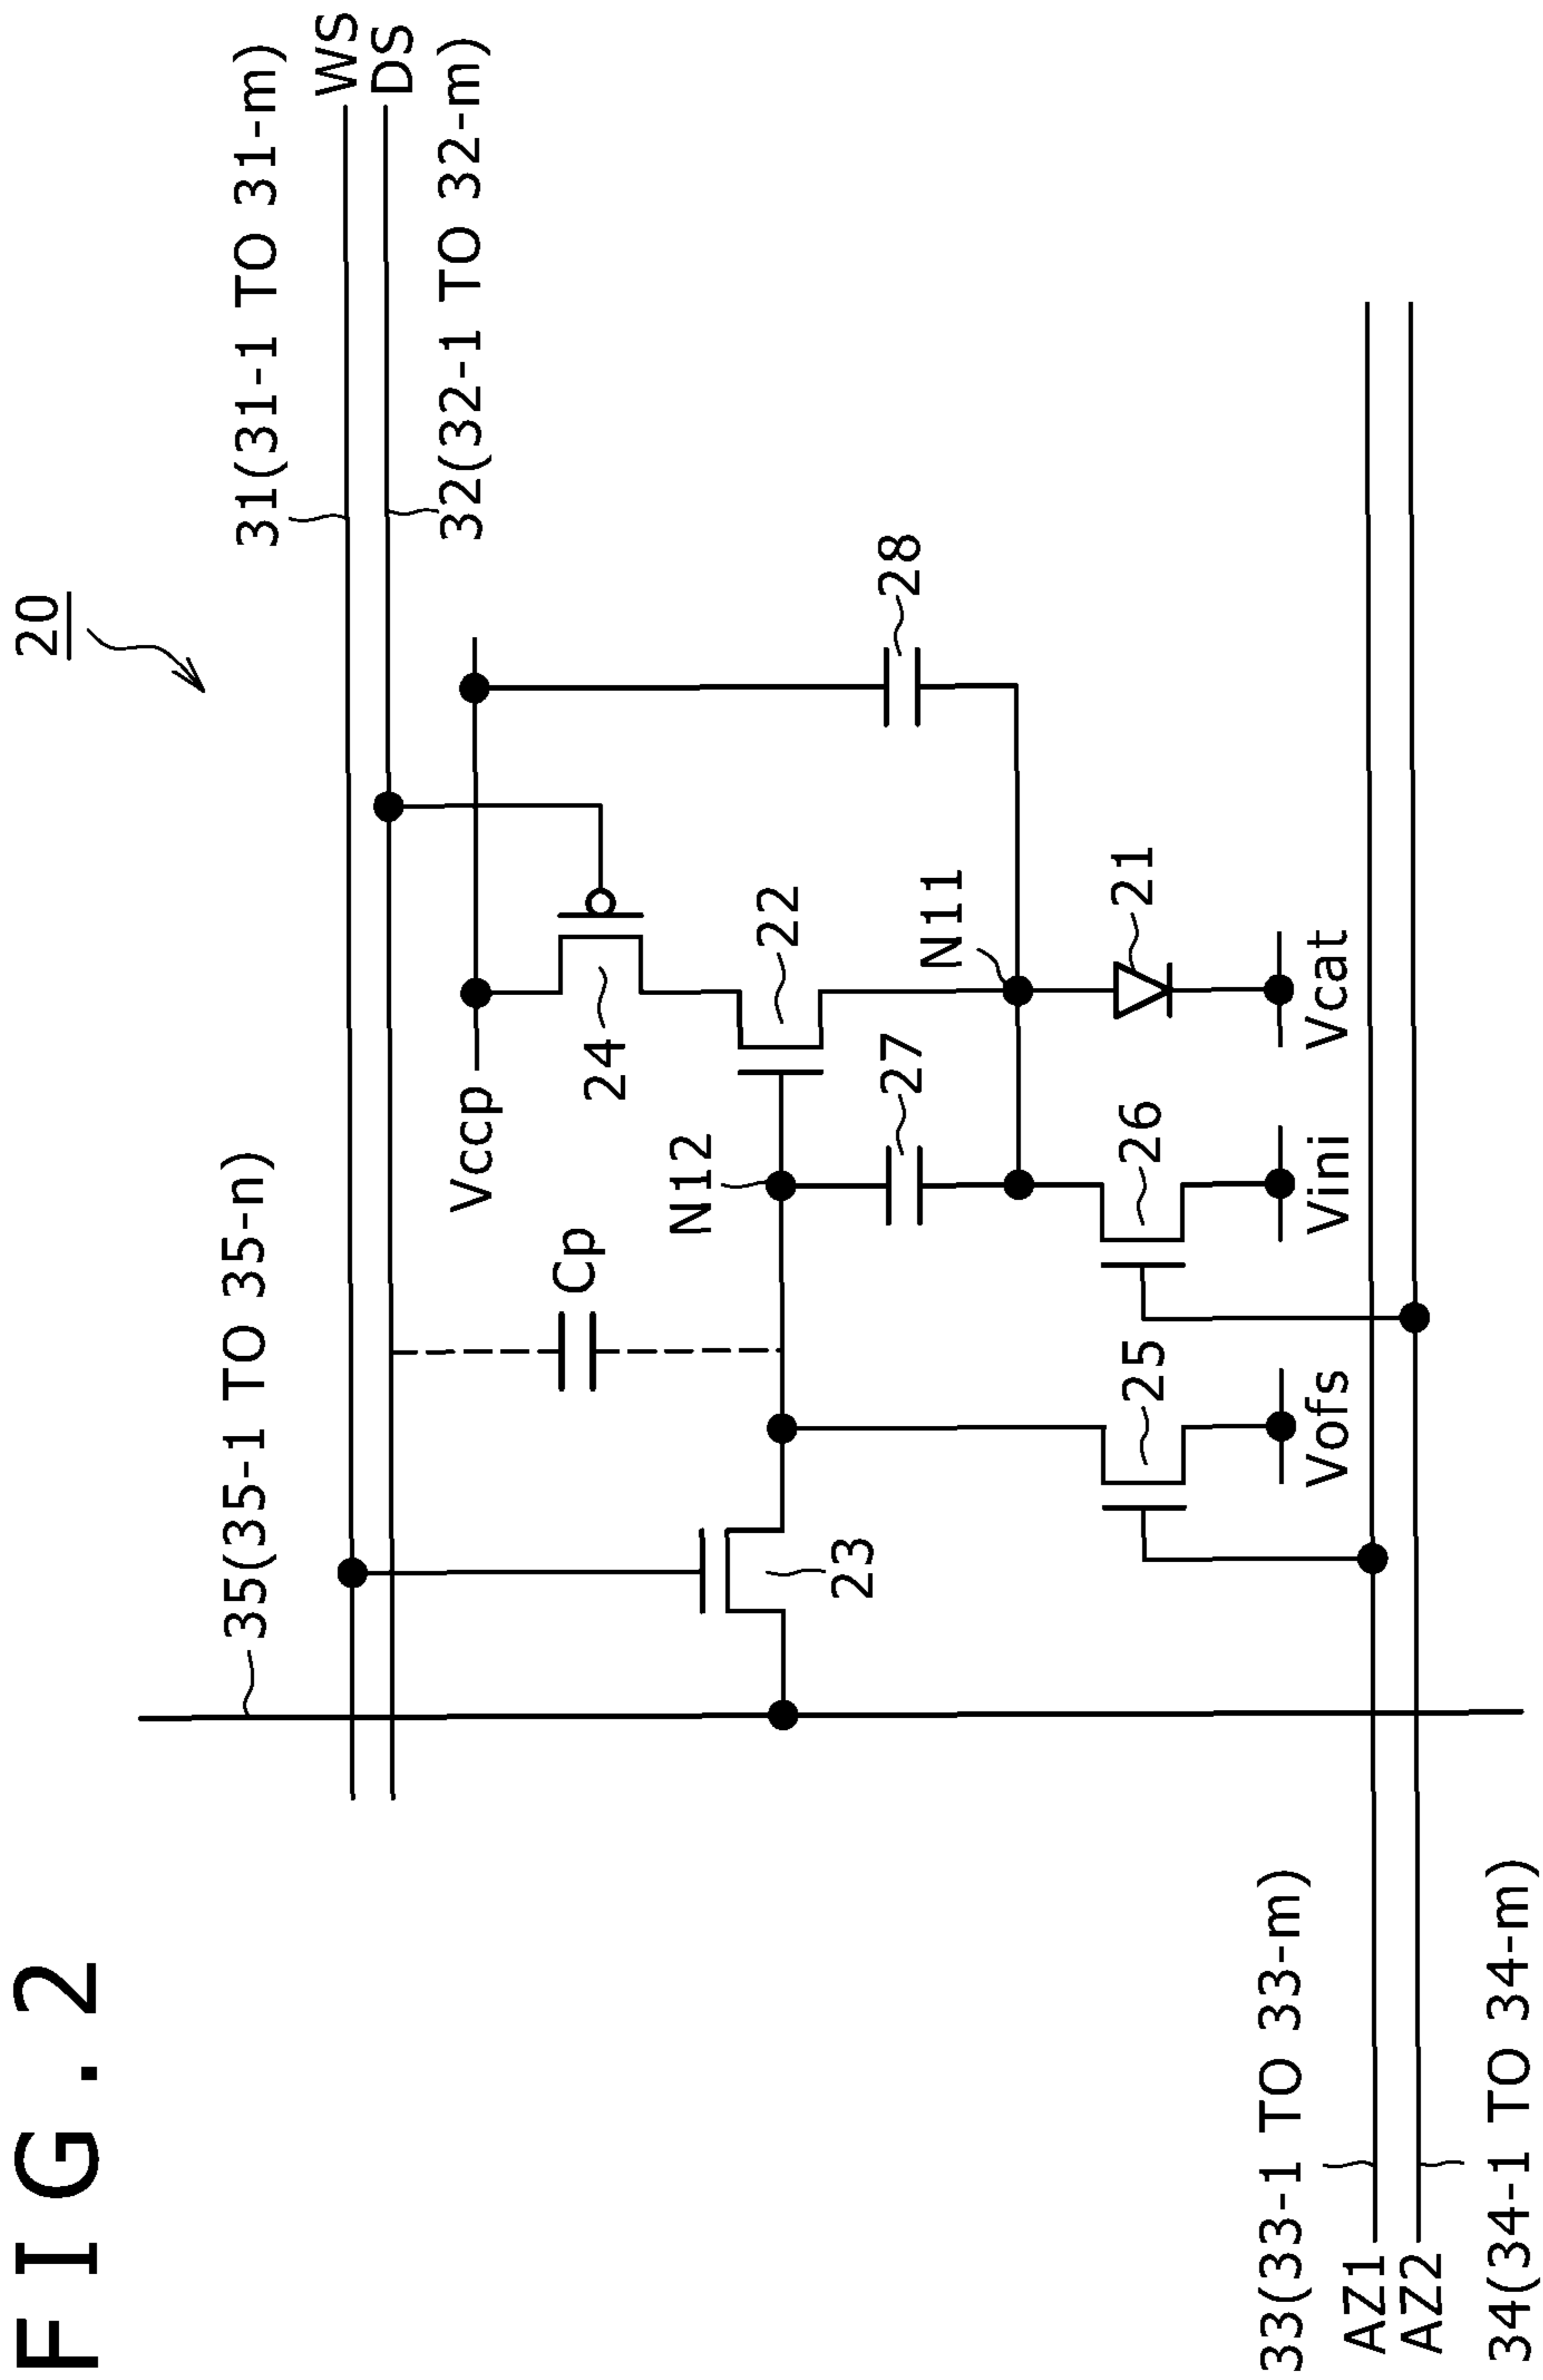 FIG.2
20
35(35-1 TO 35-n)
31(31-1 TO 31-m)
WS
DS
32(32-1 TO 32-m)
Vccp
Cp
24
N12
22
23
27
28
N11
25
26
21
Vofs
Vini
Vcat
33(33-1 TO 33-m)
AZ1
AZ2
34(34-1 TO 34-m)